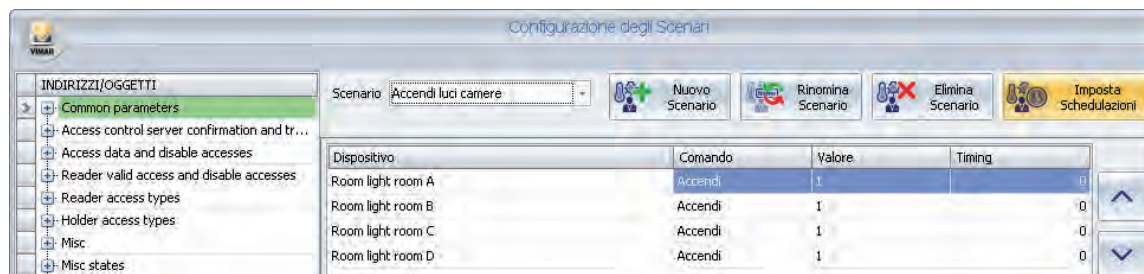 Configurazione degli Scenari
VIMAR
INDIRIZZI/OGGETTI
Common parameters
Access control server confirmation and tr...
Access data and disable accesses
Reader valid access and disable accesses
Reader access types
Holder access types
Misc
Misc states
Scenario Accendi luci camere
Nuovo
Scenario
Rinomina
Scenario
Elimina
Scenario
Imposta
Schedulazioni
Dispositivo Comando Valore Timing
Room light room A Accendi 1 0
Room light room B Accendi 1 0
Room light room C Accendi 1 0
Room light room D Accendi 1 0